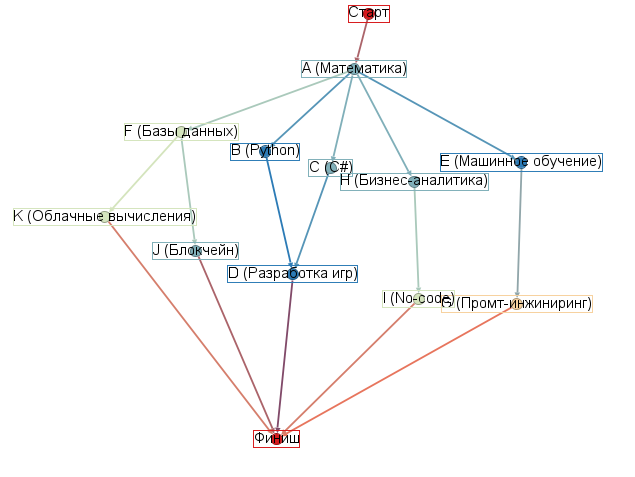 Старт
A (Математика)
F (Базы данных)
B (Python)
C (C#)
E (Машинное обучение)
H (Бизнес-аналитика)
K (Облачные вычисления)
J (Блокчейн)
D (Разработка игр)
I (No-code)
G (Промт-инжиниринг)
Финиш